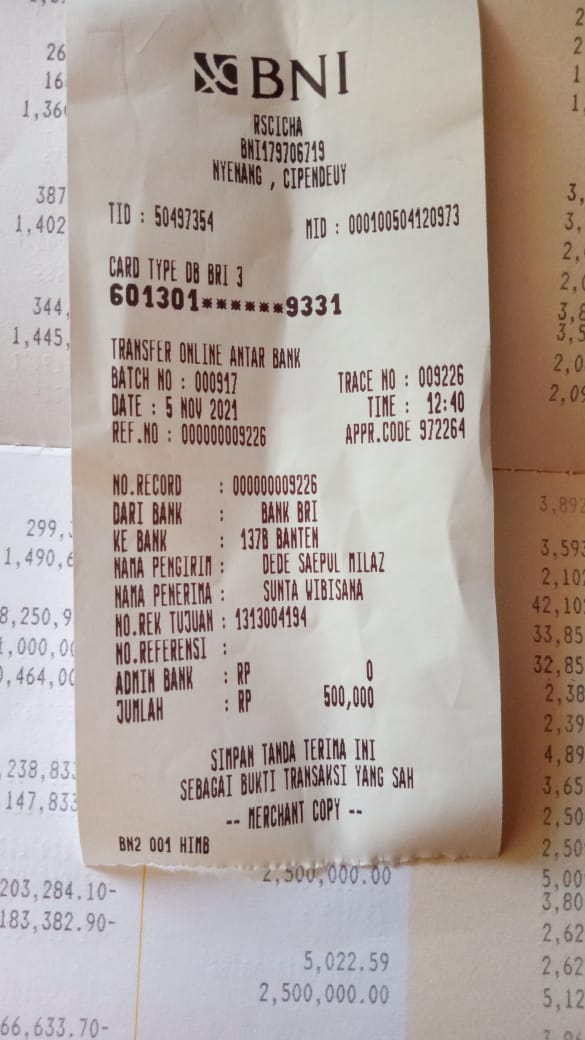 BNI
RSCICHA
BNI179706719
NYENANG , CIPENDEUY
TID : 50497354 MID : 000100504120973
CARD TYPE DB BRI 3
601301******9331
TRANSFER ONLINE ANTAR BANK
BATCH NO : 000917 TRACE NO : 009226
DATE : 5 NOV 2021 TIME : 12:40
REF.NO : 000000009226 APPR.CODE 972264
NO.RECORD : 000000009226
DARI BANK : BANK BRI
KE BANK : 137B BANTEN
NAMA PENGIRIM : DEDE SAEPUL MILAZ
NAMA PENERIMA : SUNTA WIBISANA
NO.REK TUJUAN : 1313004194
NO.REFERENSI :
ADMIN BANK : RP 0
JUMLAH : RP 500,000
SIMPAN TANDA TERIMA INI
SEBAGAI BUKTI TRANSAKSI YANG SAH
-- MERCHANT COPY --
BN2 001 HIMB
203,284.10- 2,500,000.00
183,382.90-
5,022.59
2,500,000.00
66,633.70-